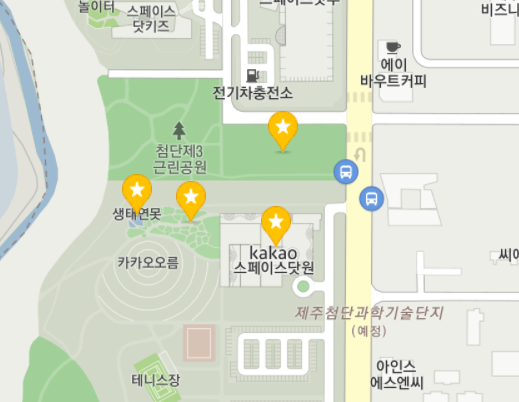 놀이터
스페이스
닷키즈
스페이스닷투
비즈니
에이
바우트커피
전기차충전소
첨단제3
근린공원
생태연못
kakao
스페이스닷원
카카오오름
씨에
제주첨단과학기술단지
(예정)
아인스
에스엔씨
테니스장